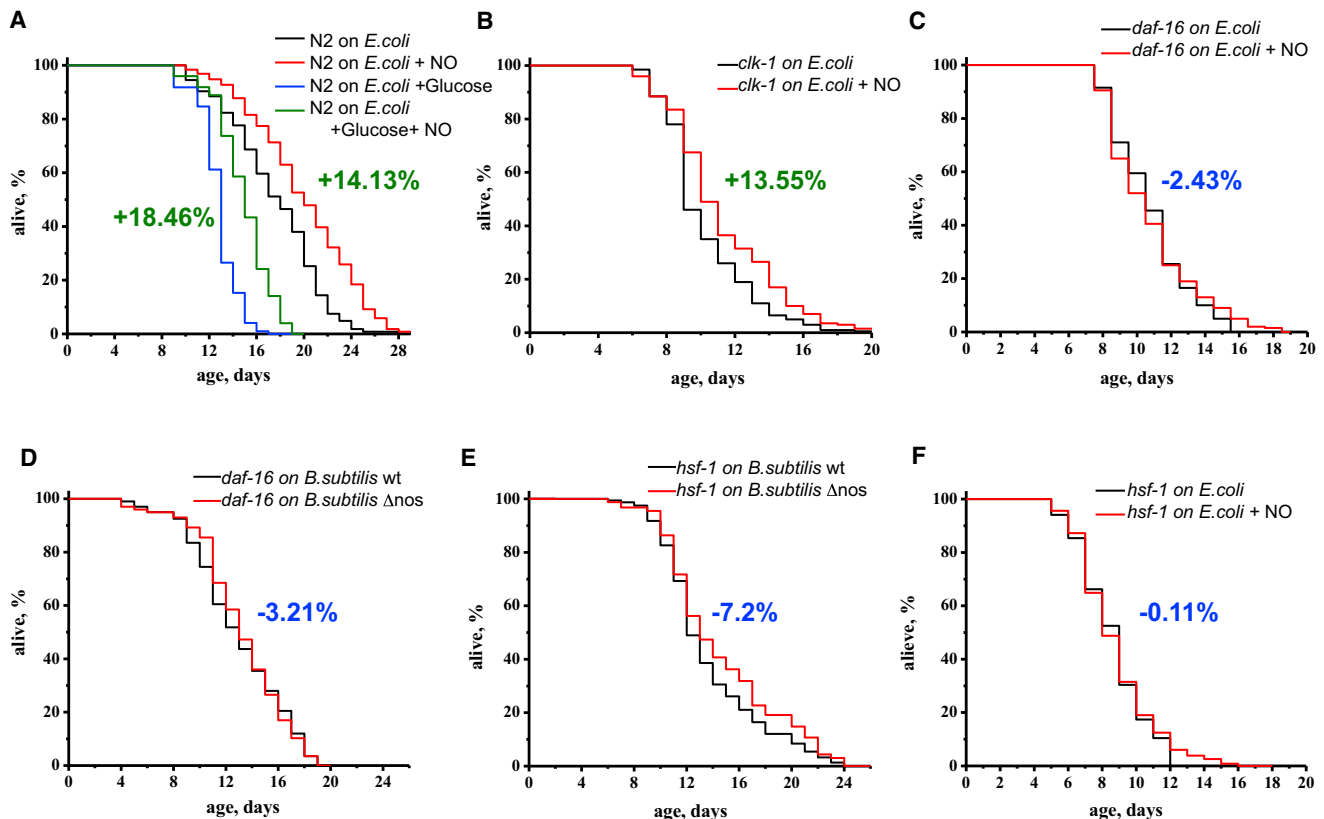 A
N2 on E.coli
N2 on E.coli + NO
N2 on E.coli +Glucose
N2 on E.coli
+Glucose+ NO
100
80
60
40
20
0
alive, %
+18.46%
+14.13%
0 4 8 12 16 20 24 28
age, days
B
clk-1 on E.coli
clk-1 on E.coli + NO
100
80
60
40
20
0
alive, %
+13.55%
0 4 8 12 16 20
age, days
C
daf-16 on E.coli
daf-16 on E.coli + NO
100
80
60
40
20
0
alive, %
-2.43%
0 2 4 6 8 10 12 14 16 18 20
age, days
D
daf-16 on B.subtilis wt
daf-16 on B.subtilis Δnos
100
80
60
40
20
0
alive, %
-3.21%
0 4 8 12 16 20 24
age, days
E
hsf-1 on B.subtilis wt
hsf-1 on B.subtilis Δnos
100
80
60
40
20
0
alive, %
-7.2%
0 4 8 12 16 20 24
age, days
F
hsf-1 on E.coli
hsf-1 on E.coli + NO
100
80
60
40
20
0
alieve, %
-0.11%
0 2 4 6 8 10 12 14 16 18 20
age, days